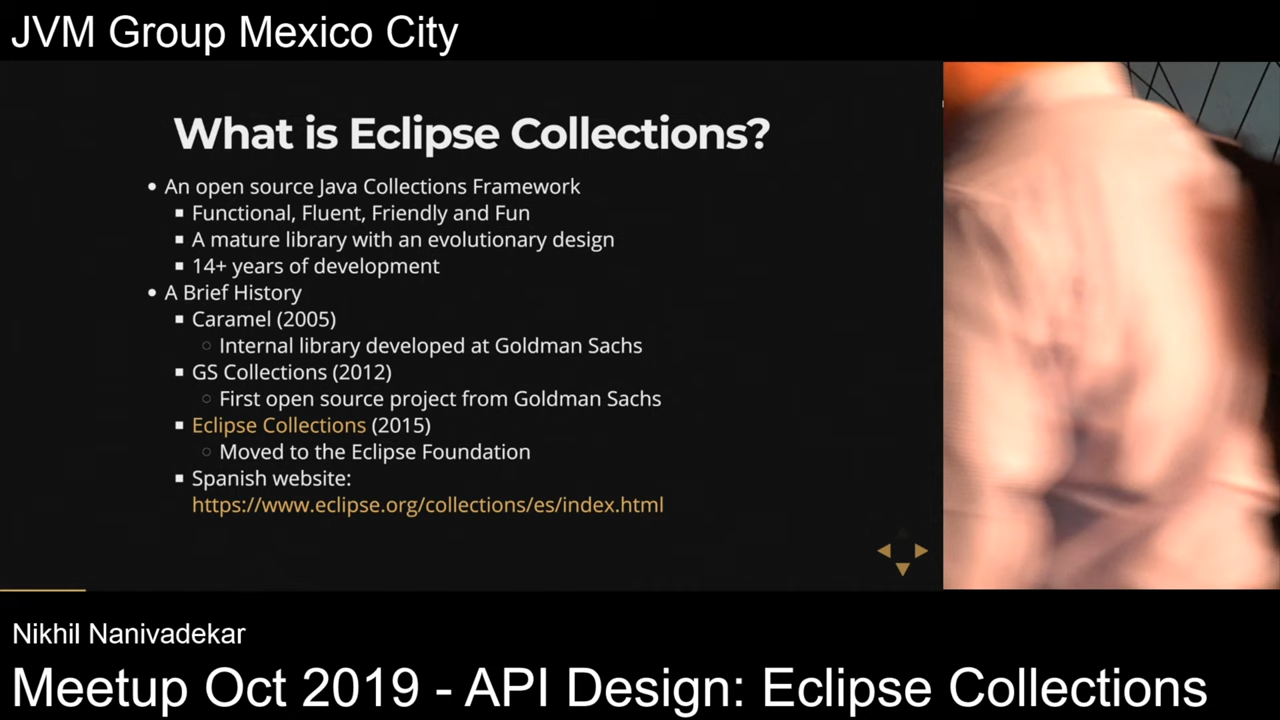 JVM Group Mexico City
What is Eclipse Collections?
• An open source Java Collections Framework
▪ Functional, Fluent, Friendly and Fun
▪ A mature library with an evolutionary design
▪ 14+ years of development
• A Brief History
▪ Caramel (2005)
○ Internal library developed at Goldman Sachs
▪ GS Collections (2012)
○ First open source project from Goldman Sachs
▪ Eclipse Collections (2015)
○ Moved to the Eclipse Foundation
▪ Spanish website:
https://www.eclipse.org/collections/es/index.html
Nikhil Nanivadekar
Meetup Oct 2019 - API Design: Eclipse Collections